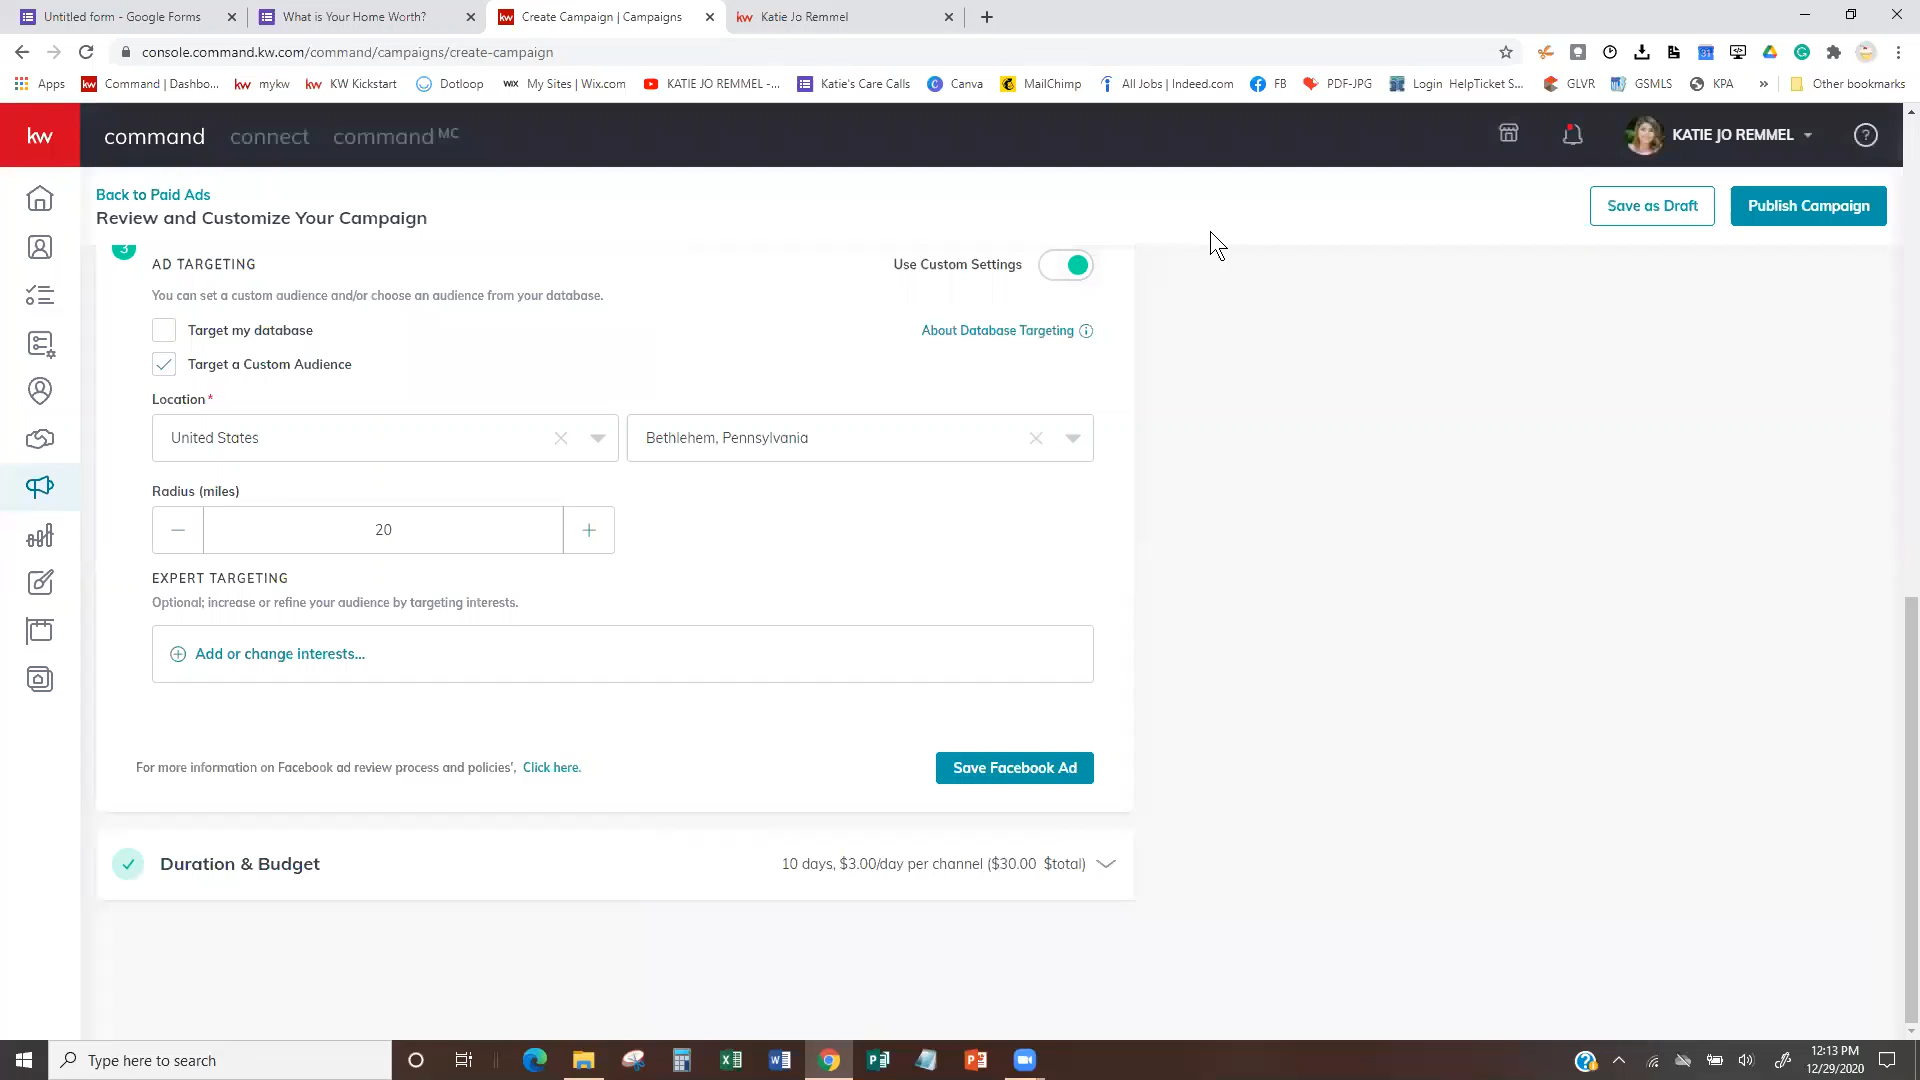 Untitled form - Google Forms
What is Your Home Worth?
kw Create Campaign | Campaigns
kw Katie Jo Remmel
console.command.kw.com/command/campaigns/create-campaign
Apps
kw Command | Dashbo...
kw mykw
kw KW Kickstart
Dotloop
WIX My Sites | Wix.com
KATIE JO REMMEL -...
Katie's Care Calls
Canva
MailChimp
All Jobs | Indeed.com
FB
PDF-JPG
Login HelpTicket S...
GLVR
GSMLS
KPA
»
Other bookmarks
kw
command
connect
command MC
KATIE JO REMMEL
Back to Paid Ads
Review and Customize Your Campaign
Save as Draft
Publish Campaign
3
AD TARGETING
Use Custom Settings
You can set a custom audience and/or choose an audience from your database.
Target my database
About Database Targeting
Target a Custom Audience
Location*
United States
Bethlehem, Pennsylvania
Radius (miles)
20
EXPERT TARGETING
Optional; increase or refine your audience by targeting interests.
Add or change interests...
For more information on Facebook ad review process and policies', Click here.
Save Facebook Ad
Duration & Budget
10 days, $3.00/day per channel ($30.00 $total)
Type here to search
12:13 PM
12/29/2020